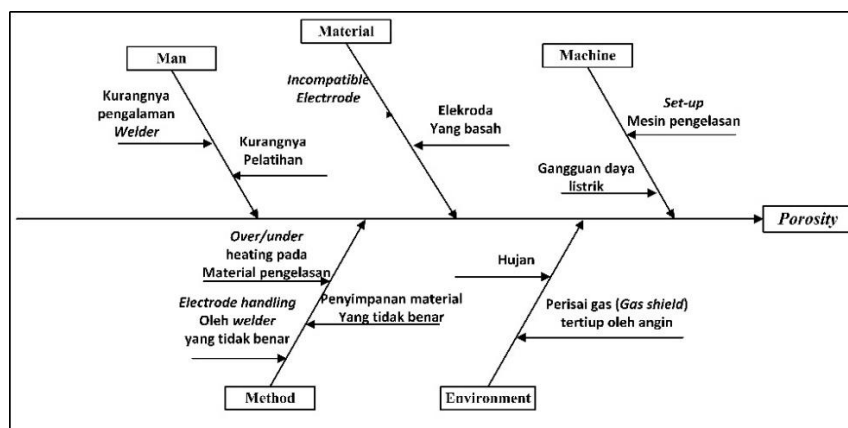 Man
Material
Machine
Kurangnya
pengalaman
Welder
Kurangnya
Pelatihan
Incompatible
Electrrode
Elekroda
Yang basah
Set-up
Mesin pengelasan
Gangguan daya
listrik
Porosity
Over/under
heating pada
Material pengelasan
Electrode handling
Oleh welder
yang tidak benar
Penyimpanan material
Yang tidak benar
Hujan
Perisai gas (Gas shield)
tertiup oleh angin
Method
Environment